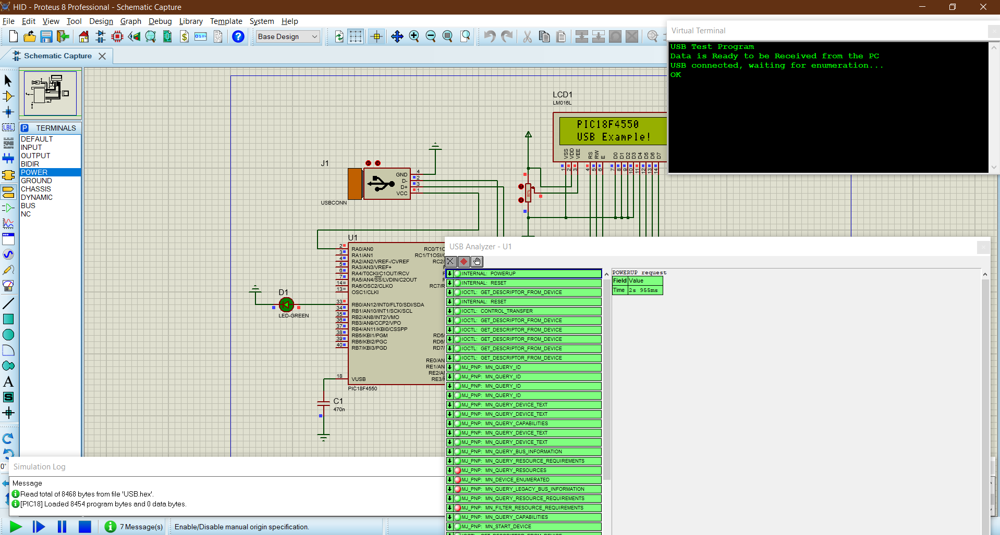 HID - Proteus 8 Professional - Schematic Capture
File Edit View Tool Design Graph Debug Library Template System Help
Base Design
Schematic Capture
Virtual Terminal
USB Test Program
Data is Ready to be Received from the PC
USB connected, waiting for enumeration...
OK
P TERMINALS
DEFAULT
INPUT
OUTPUT
BIDIR
POWER
GROUND
CHASSIS
DYNAMIC
BUS
NC
LBL
A
S
0°
LCD1
LM016L
PIC18F4550
USB Example!
VSS VDD VEE RS RW E D0 D1 D2 D3 D4 D5 D6 D7
1 2 3 4 5 6 7 8 9 10 11 12 13 14
80%
J1
USBCONN
GND 4
D- 2
D+ 3
VCC 1
U1
2 RA0/AN0
3 RA1/AN1
4 RA2/AN2/VREF-/CVREF
5 RA3/AN3/VREF+
6 RA4/T0CKI/C1OUT/RCV
7 RA5/AN4/SS/LVDIN/C2OUT
14 RA6/OSC2/CLKO
13 OSC1/CLKI
33 RB0/AN12/INT0/FLT0/SDI/SDA
34 RB1/AN10/INT1/SCK/SCL
35 RB2/AN8/INT2/VMO
36 RB3/AN9/CCP2/VPO
37 RB4/AN11/KBI0/CSSPP
38 RB5/KBI1/PGM
39 RB6/KBI2/PGC
40 RB7/KBI3/PGD
18 VUSB
RC0/T1O
RC1/T1OSI/
RC2/
RC7/R
RD5/
RD6/
RD7/
RE0/AN
RE1/AN
RE2/A
RE3/
PIC18F4550
D1
LED-GREEN
C1
470n
USB Analyzer - U1
INTERNAL: POWERUP
INTERNAL: RESET
IOCTL: GET_DESCRIPTOR_FROM_DEVICE
INTERNAL: RESET
IOCTL: CONTROL_TRANSFER
IOCTL: GET_DESCRIPTOR_FROM_DEVICE
IOCTL: GET_DESCRIPTOR_FROM_DEVICE
IOCTL: GET_DESCRIPTOR_FROM_DEVICE
IOCTL: GET_DESCRIPTOR_FROM_DEVICE
IOCTL: GET_DESCRIPTOR_FROM_DEVICE
MJ_PNP: MN_QUERY_ID
MJ_PNP: MN_QUERY_ID
MJ_PNP: MN_QUERY_ID
MJ_PNP: MN_QUERY_ID
MJ_PNP: MN_QUERY_DEVICE_TEXT
MJ_PNP: MN_QUERY_DEVICE_TEXT
MJ_PNP: MN_QUERY_CAPABILITIES
MJ_PNP: MN_QUERY_DEVICE_TEXT
MJ_PNP: MN_QUERY_DEVICE_TEXT
MJ_PNP: MN_QUERY_BUS_INFORMATION
MJ_PNP: MN_QUERY_RESOURCE_REQUIREMENTS
MJ_PNP: MN_QUERY_RESOURCES
MJ_PNP: MN_DEVICE_ENUMERATED
MJ_PNP: MN_QUERY_LEGACY_BUS_INFORMATION
MJ_PNP: MN_QUERY_RESOURCE_REQUIREMENTS
MJ_PNP: MN_FILTER_RESOURCE_REQUIREMENTS
MJ_PNP: MN_QUERY_CAPABILITIES
MJ_PNP: MN_START_DEVICE
IOCTL: GET_DESCRIPTOR_FROM_DEVICE
POWERUP request
Field Value
Time 2s 955ms
Simulation Log
Message
Read total of 8468 bytes from file 'USB.hex'.
[PIC18] Loaded 8454 program bytes and 0 data bytes.
7 Message(s)
Enable/Disable manual origin specification.